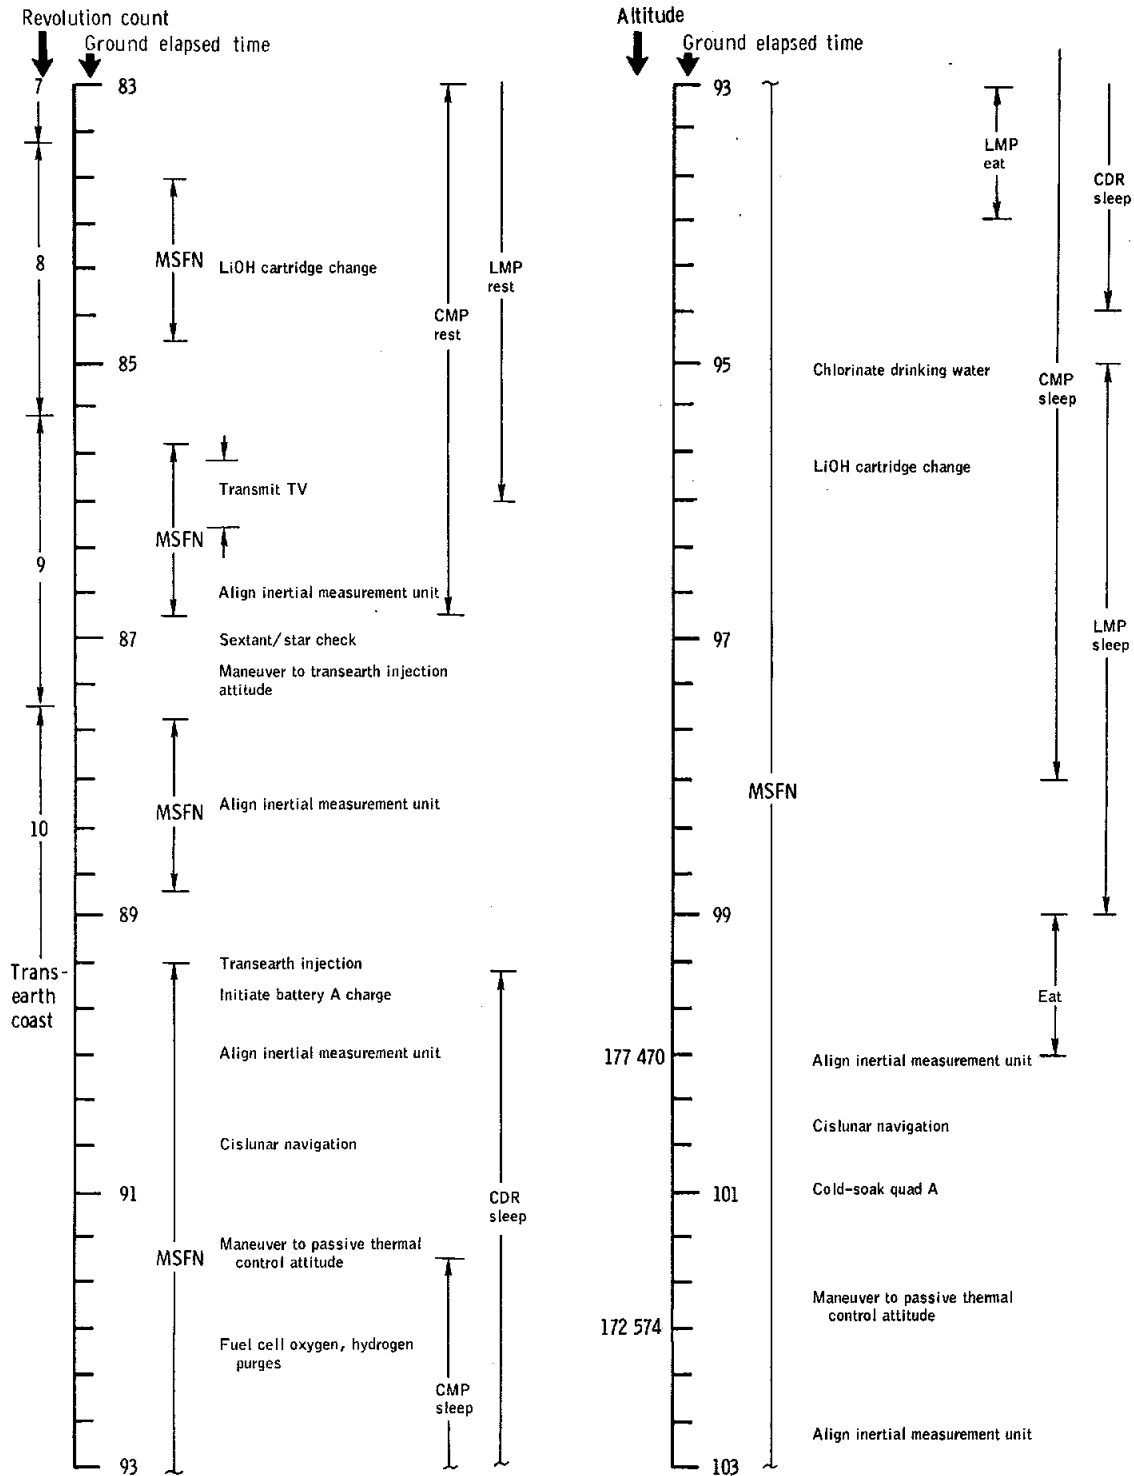 Revolution count
Ground elapsed time
7
83
8
MSFN
LiOH cartridge change
LMP
rest
CMP
rest
85
Transmit TV
MSFN
9
Align inertial measurement unit
87
Sextant/star check
Maneuver to transearth injection
attitude
MSFN
Align inertial measurement unit
10
89
Trans-
earth
coast
Transearth injection
Initiate battery A charge
Align inertial measurement unit
Cislunar navigation
91
CDR
sleep
MSFN
Maneuver to passive thermal
control attitude
Fuel cell oxygen, hydrogen
purges
CMP
sleep
93
Altitude
Ground elapsed time
93
LMP
eat
CDR
sleep
95
Chlorinate drinking water
CMP
sleep
LiOH cartridge change
97
LMP
sleep
MSFN
99
Eat
177 470
Align inertial measurement unit
Cislunar navigation
101
Cold-soak quad A
Maneuver to passive thermal
control attitude
172 574
Align inertial measurement unit
103